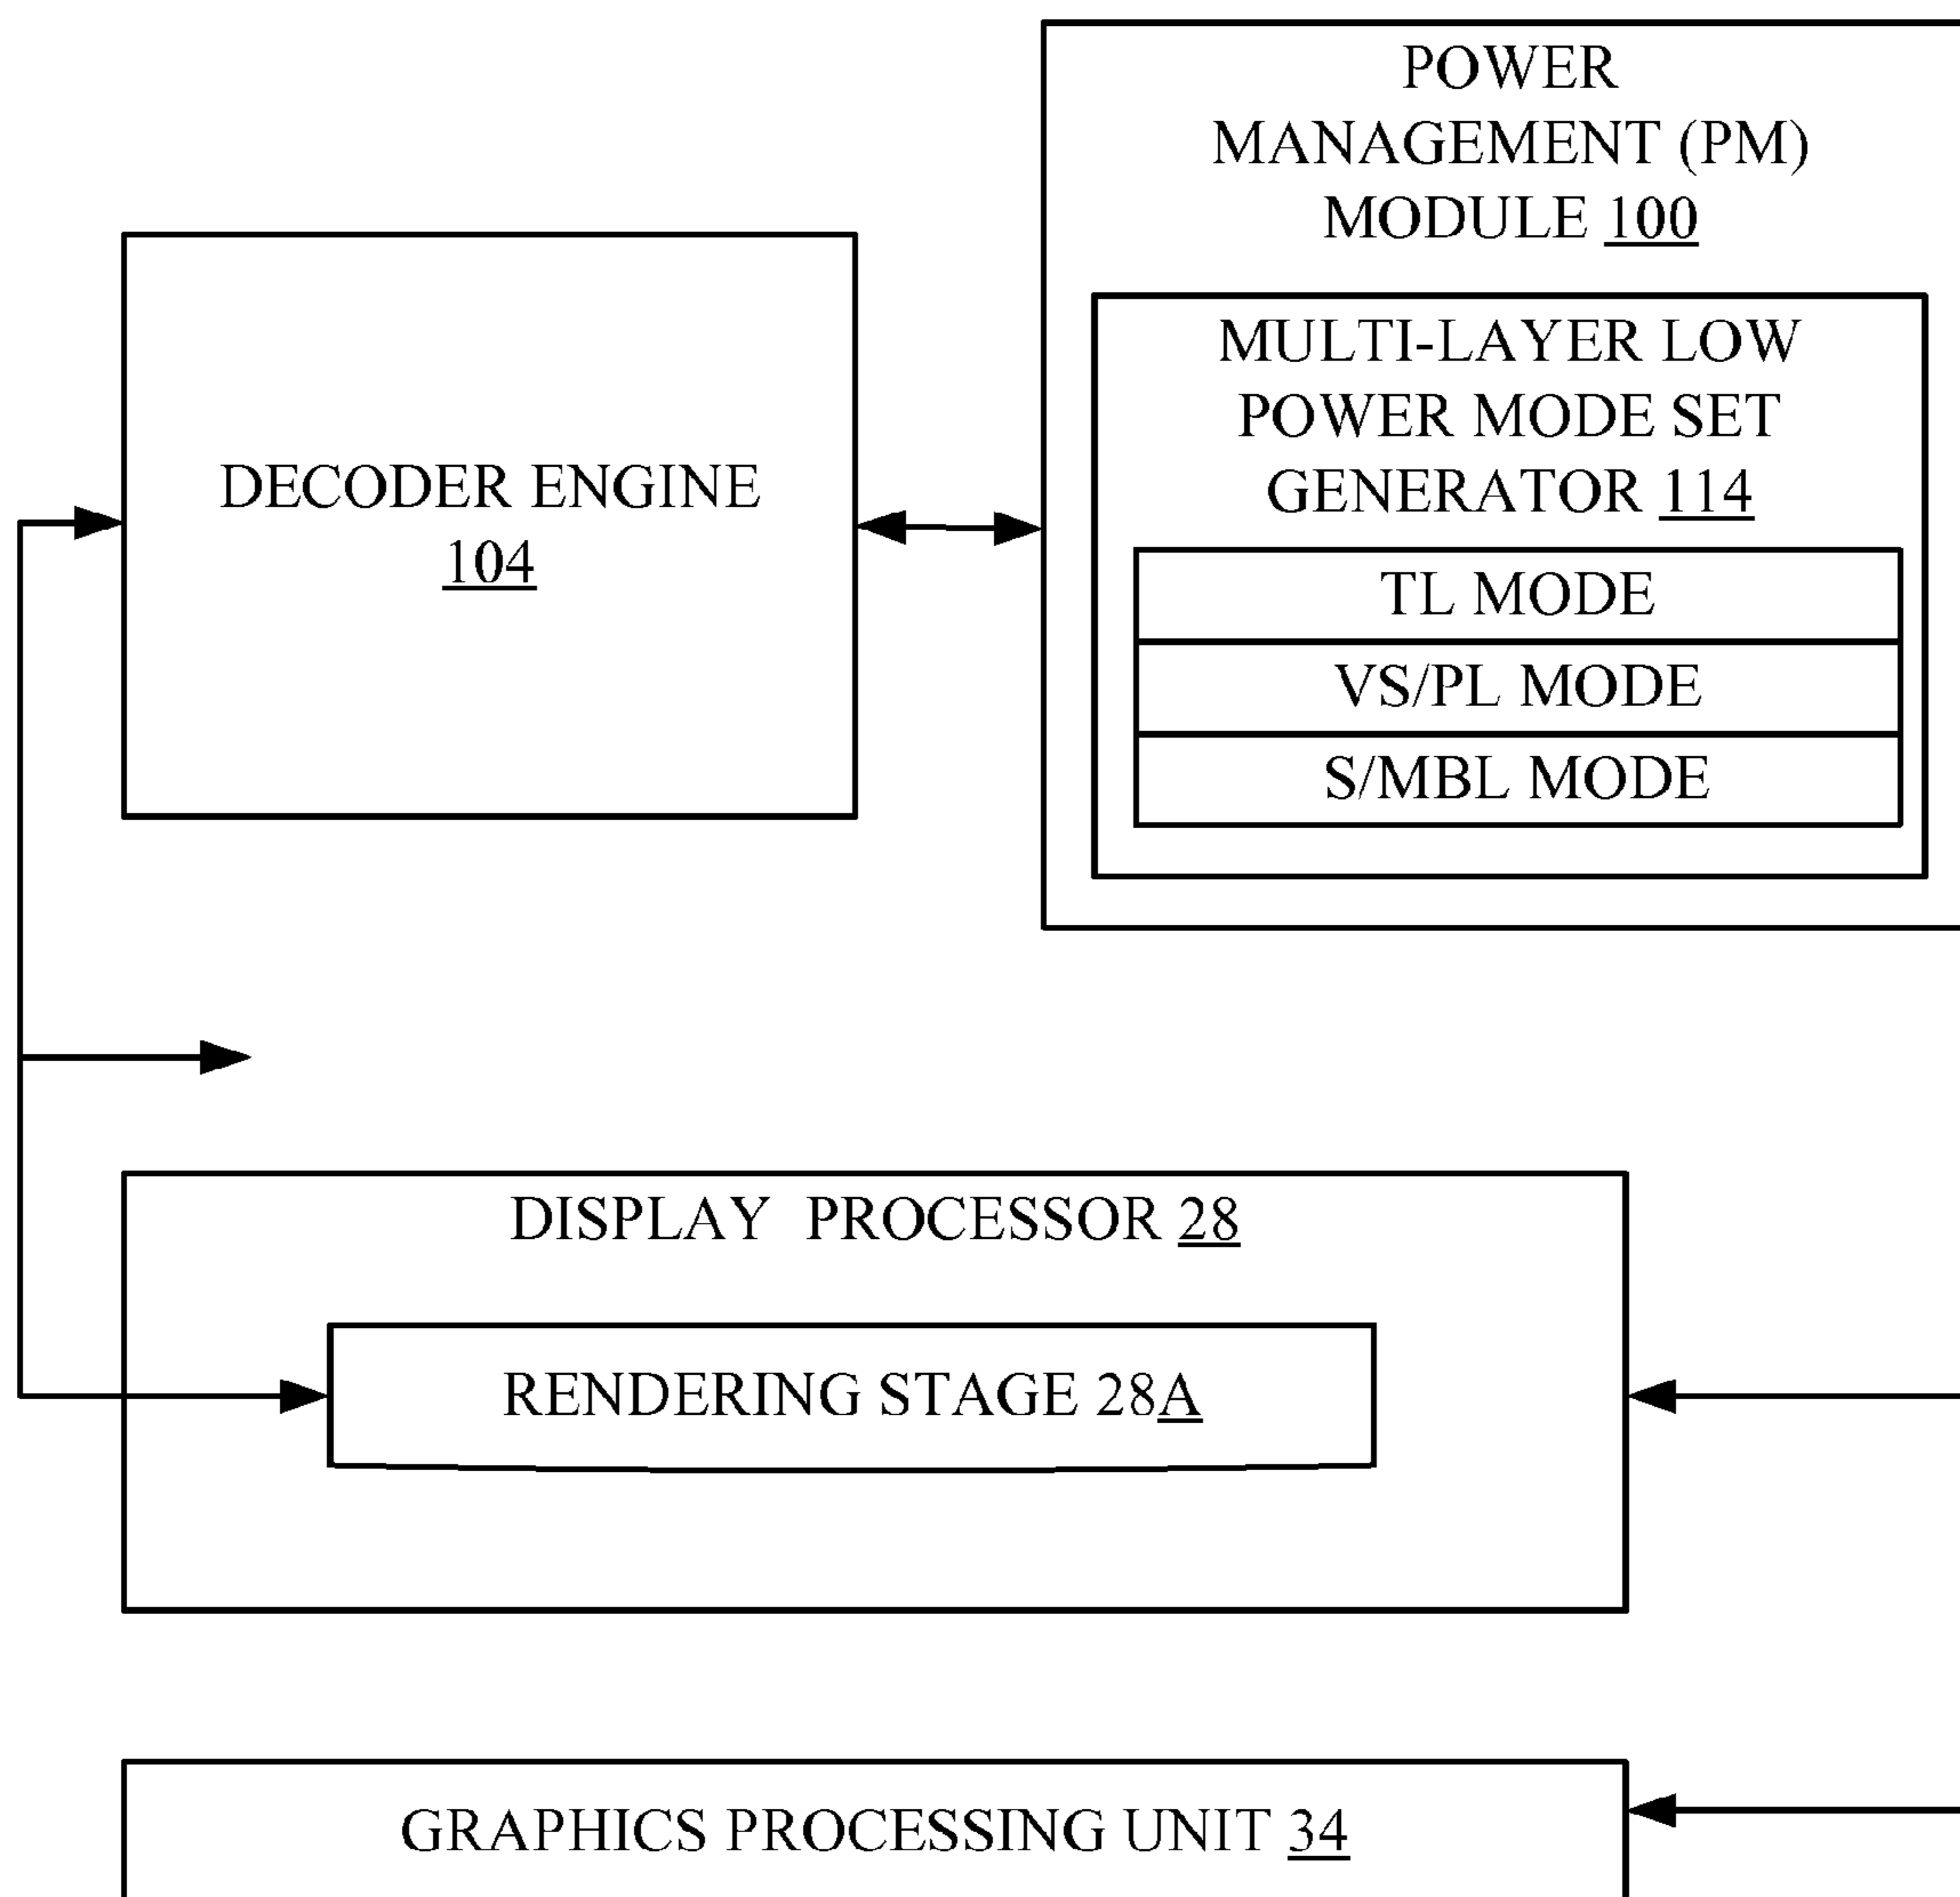 POWER
MANAGEMENT (PM)
MODULE 100
MULTI-LAYER LOW
POWER MODE SET
GENERATOR 114
TL MODE
VS/PL MODE
S/MBL MODE
DECODER ENGINE
104
DISPLAY PROCESSOR 28
RENDERING STAGE 28A
GRAPHICS PROCESSING UNIT 34